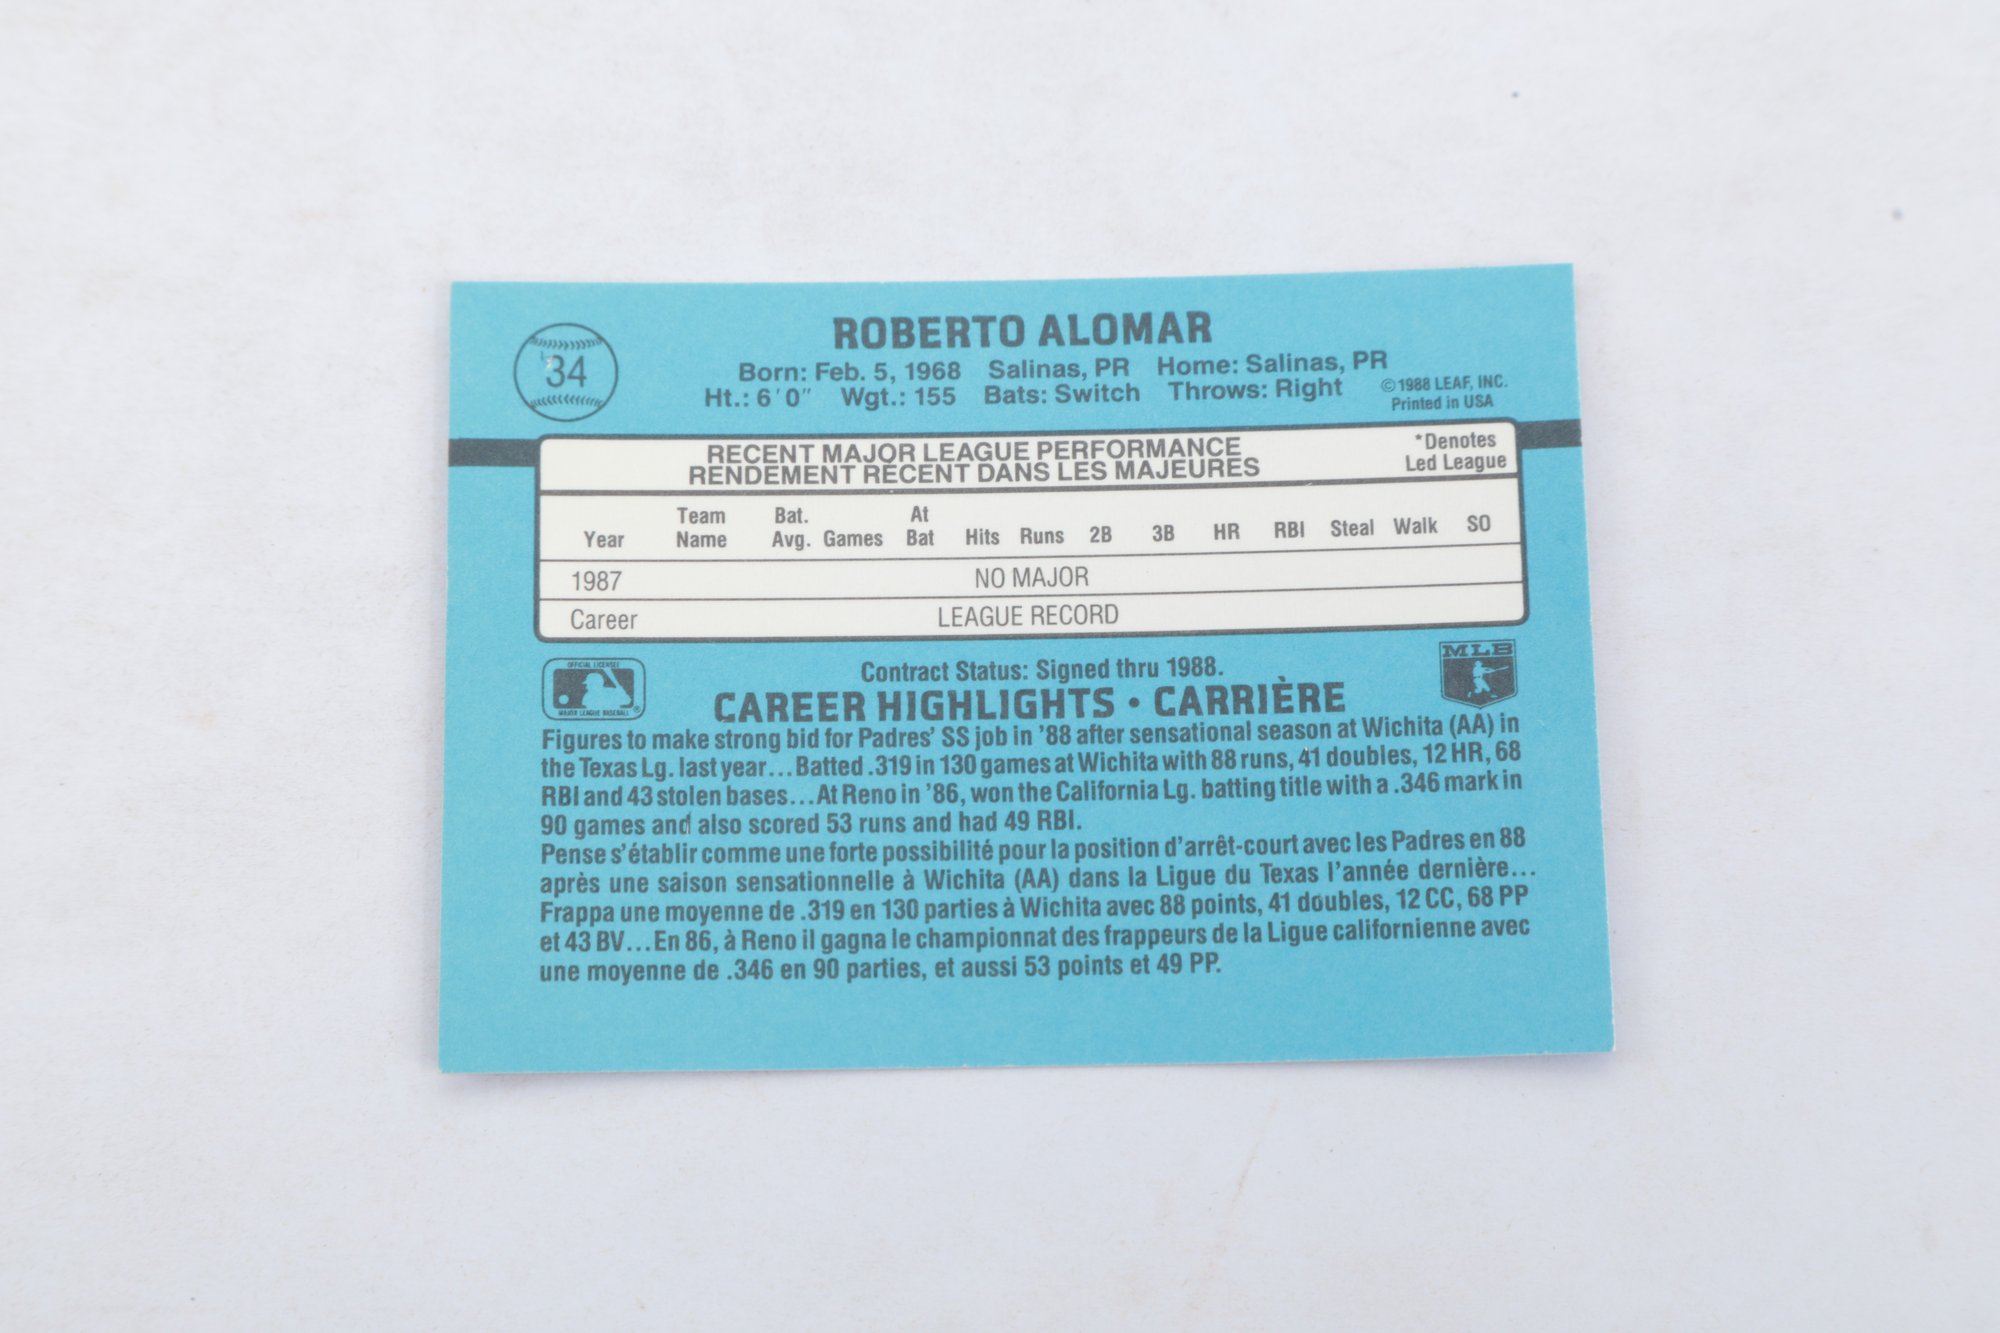 34
ROBERTO ALOMAR
Born: Feb. 5, 1968 Salinas, PR Home: Salinas, PR
Ht.: 6'0" Wgt.: 155 Bats: Switch Throws: Right
©1988 LEAF, INC.
Printed in USA
RECENT MAJOR LEAGUE PERFORMANCE
RENDEMENT RÉCENT DANS LES MAJEURES
*Denotes
Led League
Year Team Name Bat. Avg. Games At Bat Hits Runs 2B 3B HR RBI Steal Walk SO
1987 NO MAJOR
Career LEAGUE RECORD
OFFICIAL LICENSEE
MAJOR LEAGUE BASEBALL
®
MLB
Contract Status: Signed thru 1988.
CAREER HIGHLIGHTS • CARRIÈRE
Figures to make strong bid for Padres' SS job in '88 after sensational season at Wichita (AA) in
the Texas Lg. last year...Batted .319 in 130 games at Wichita with 88 runs, 41 doubles, 12 HR, 68
RBI and 43 stolen bases...At Reno in '86, won the California Lg. batting title with a .346 mark in
90 games and also scored 53 runs and had 49 RBI.
Pense s'établir comme une forte possibilité pour la position d'arrêt-court avec les Padres en 88
après une saison sensationnelle à Wichita (AA) dans la Ligue du Texas l'année dernière...
Frappa une moyenne de .319 en 130 parties à Wichita avec 88 points, 41 doubles, 12 CC, 68 PP
et 43 BV...En 86, à Reno il gagna le championnat des frappeurs de la Ligue californienne avec
une moyenne de .346 en 90 parties, et aussi 53 points et 49 PP.